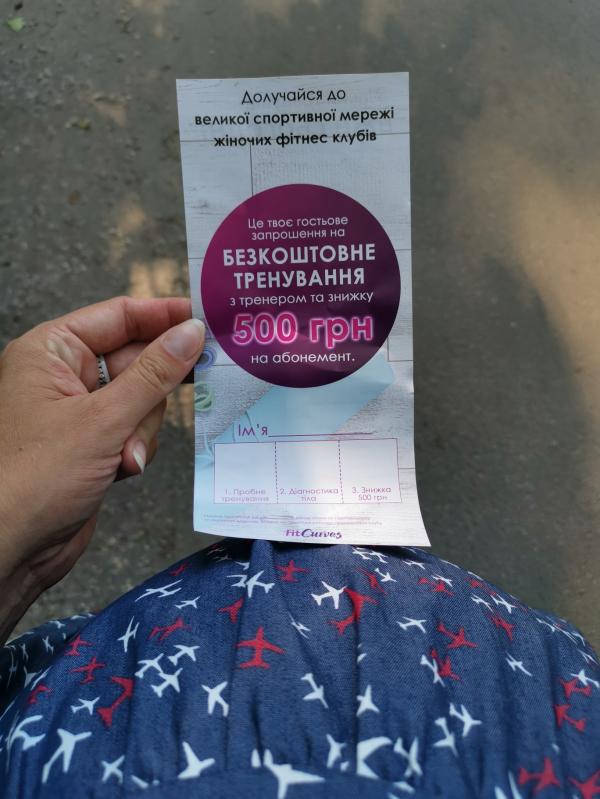 Долучайся до
великої спортивної мережі
жіночих фітнес клубів
Це твоє гостьове
запрошення на
БЕЗКОШТОВНЕ
ТРЕНУВАННЯ
з тренером та знижку
500 грн
на абонемент.
Ім'я
1. Пробне тренування
2. Діагностика тіла
3. Знижка 500 грн
FitCurves